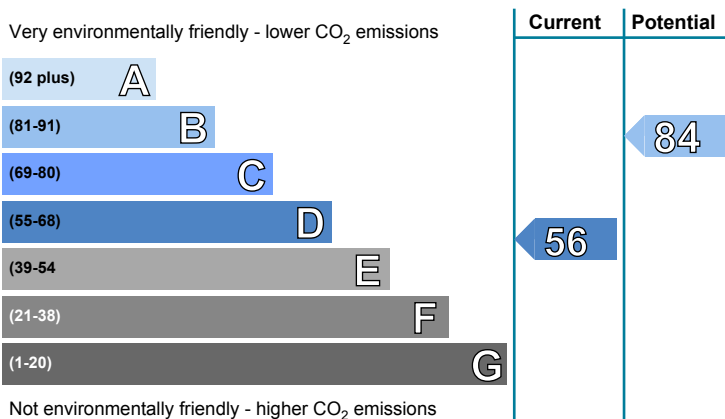 Current Potential
Very environmentally friendly - lower CO2 emissions
(92 plus) A
(81-91) B
84
(69-80) C
(55-68) D
56
(39-54 E
(21-38) F
(1-20) G
Not environmentally friendly - higher CO2 emissions